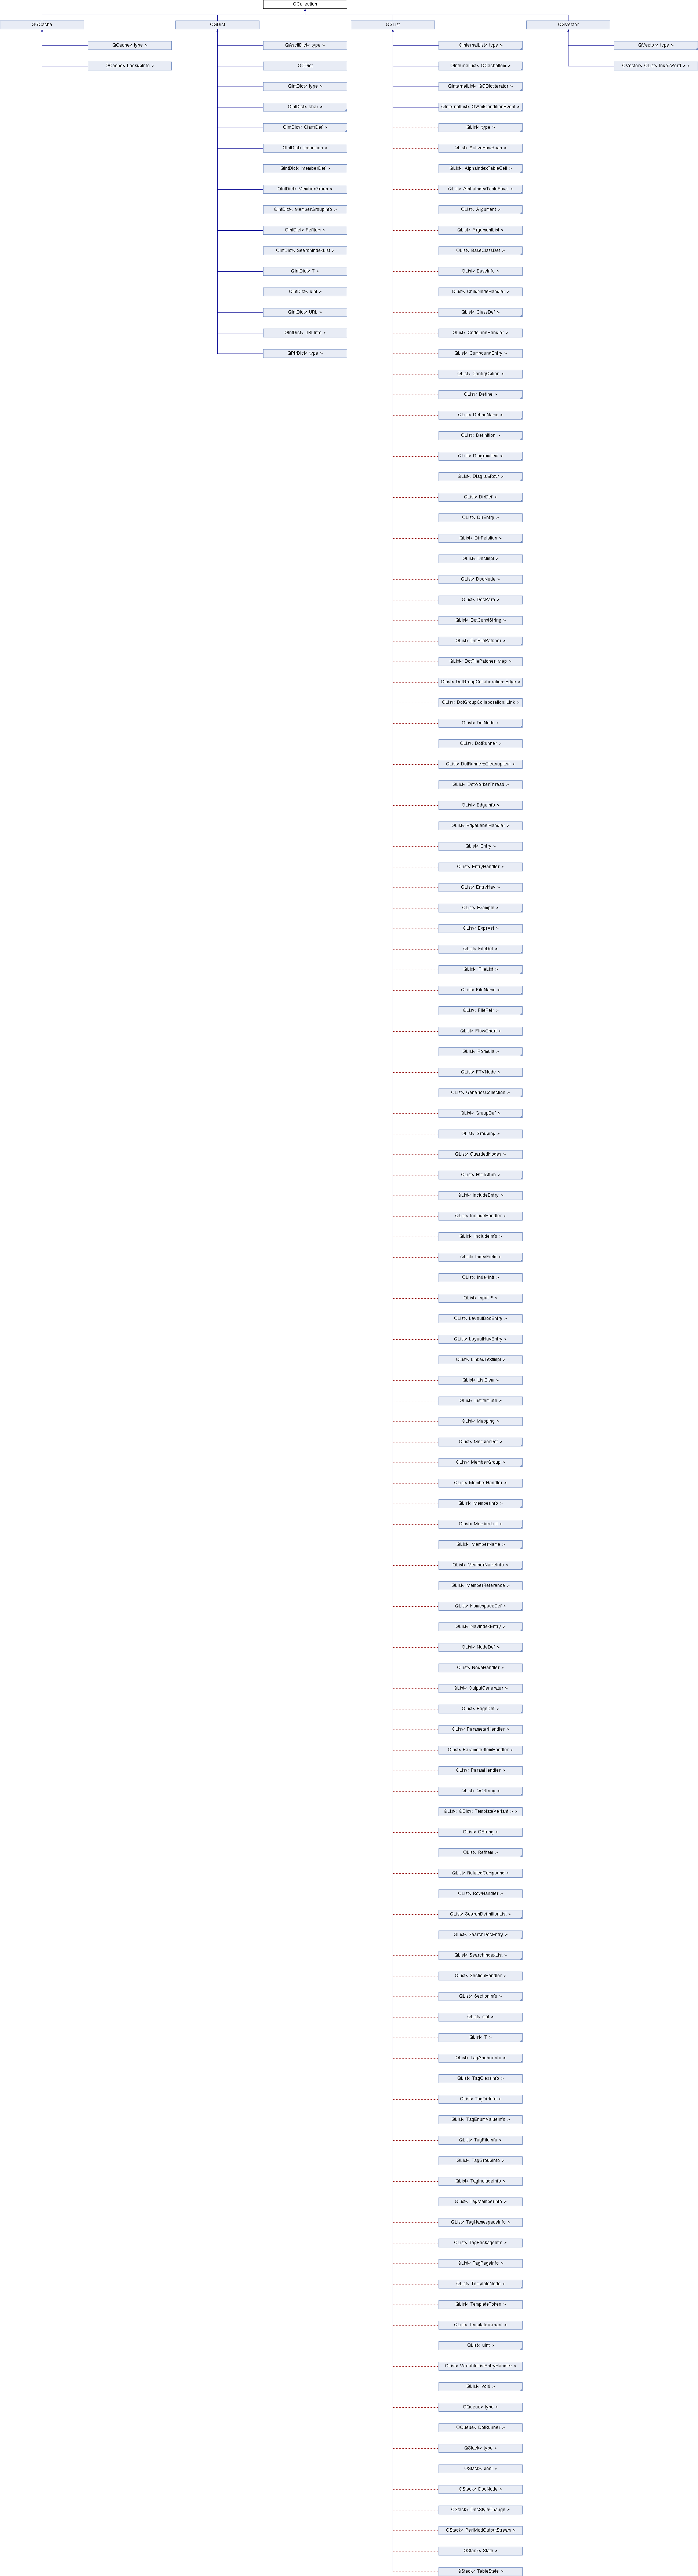 QCollection
QGCache
QGDict
QGList
QGVector
QCache< type >
QCache< LookupInfo >
QAsciiDict< type >
QCDict
QIntDict< type >
QIntDict< char >
QIntDict< ClassDef >
QIntDict< Definition >
QIntDict< MemberDef >
QIntDict< MemberGroup >
QIntDict< MemberGroupInfo >
QIntDict< RefItem >
QIntDict< SearchIndexList >
QIntDict< T >
QIntDict< uint >
QIntDict< URL >
QIntDict< URLInfo >
QPtrDict< type >
QInternalList< type >
QInternalList< QCacheItem >
QInternalList< QGDictIterator >
QInternalList< QWaitConditionEvent >
QList< type >
QList< ActiveRowSpan >
QList< AlphaIndexTableCell >
QList< AlphaIndexTableRows >
QList< Argument >
QList< ArgumentList >
QList< BaseClassDef >
QList< BaseInfo >
QList< ChildNodeHandler >
QList< ClassDef >
QList< CodeLineHandler >
QList< CompoundEntry >
QList< ConfigOption >
QList< Define >
QList< DefineName >
QList< Definition >
QList< DiagramItem >
QList< DiagramRow >
QList< DirDef >
QList< DirEntry >
QList< DirRelation >
QList< DocImpl >
QList< DocNode >
QList< DocPara >
QList< DotConstString >
QList< DotFilePatcher >
QList< DotFilePatcher::Map >
QList< DotGroupCollaboration::Edge >
QList< DotGroupCollaboration::Link >
QList< DotNode >
QList< DotRunner >
QList< DotRunner::CleanupItem >
QList< DotWorkerThread >
QList< EdgeInfo >
QList< EdgeLabelHandler >
QList< Entry >
QList< EntryHandler >
QList< EntryNav >
QList< Example >
QList< ExprAst >
QList< FileDef >
QList< FileList >
QList< FileName >
QList< FilePair >
QList< FlowChart >
QList< Formula >
QList< FTVNode >
QList< GenericsCollection >
QList< GroupDef >
QList< Grouping >
QList< GuardedNodes >
QList< HtmlAttrib >
QList< IncludeEntry >
QList< IncludeHandler >
QList< IncludeInfo >
QList< IndexField >
QList< IndexIntf >
QList< Input * >
QList< LayoutDocEntry >
QList< LayoutNavEntry >
QList< LinkedTextImpl >
QList< ListElem >
QList< ListItemInfo >
QList< Mapping >
QList< MemberDef >
QList< MemberGroup >
QList< MemberHandler >
QList< MemberInfo >
QList< MemberList >
QList< MemberName >
QList< MemberNameInfo >
QList< MemberReference >
QList< NamespaceDef >
QList< NavIndexEntry >
QList< NodeDef >
QList< NodeHandler >
QList< OutputGenerator >
QList< PageDef >
QList< ParameterHandler >
QList< ParameterItemHandler >
QList< ParamHandler >
QList< QCString >
QList< QDict< TemplateVariant > >
QList< QString >
QList< RefItem >
QList< RelatedCompound >
QList< RowHandler >
QList< SearchDefinitionList >
QList< SearchDocEntry >
QList< SearchIndexList >
QList< SectionHandler >
QList< SectionInfo >
QList< stat >
QList< T >
QList< TagAnchorInfo >
QList< TagClassInfo >
QList< TagDirInfo >
QList< TagEnumValueInfo >
QList< TagFileInfo >
QList< TagGroupInfo >
QList< TagIncludeInfo >
QList< TagMemberInfo >
QList< TagNamespaceInfo >
QList< TagPackageInfo >
QList< TagPageInfo >
QList< TemplateNode >
QList< TemplateToken >
QList< TemplateVariant >
QList< uint >
QList< VariableListEntryHandler >
QList< void >
QQueue< type >
QQueue< DotRunner >
QStack< type >
QStack< bool >
QStack< DocNode >
QStack< DocStyleChange >
QStack< PerlModOutputStream >
QStack< State >
QStack< TableState >
QVector< type >
QVector< QList< IndexWord > >